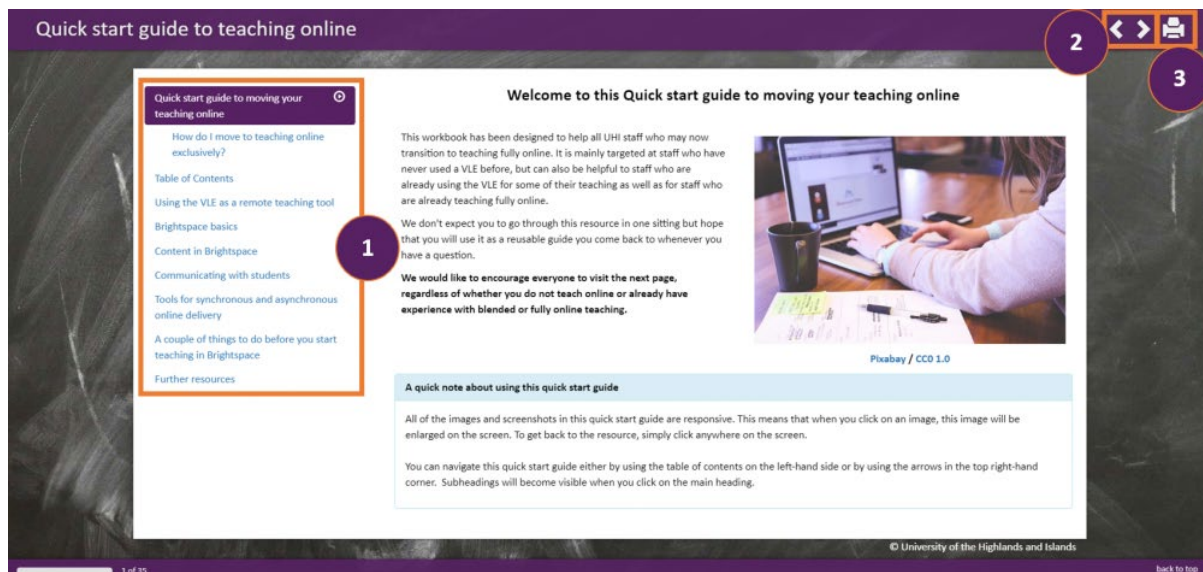 Quick start guide to teaching online
2
3
Quick start guide to moving your
teaching online
How do I move to teaching online
exclusively?
Table of Contents
Using the VLE as a remote teaching tool
Brightspace basics
Content in Brightspace
Communicating with students
Tools for synchronous and asynchronous
online delivery
A couple of things to do before you start
teaching in Brightspace
Further resources
1
Welcome to this Quick start guide to moving your teaching online
This workbook has been designed to help all UHI staff who may now
transition to teaching fully online. It is mainly targeted at staff who have
never used a VLE before, but can also be helpful to staff who are
already using the VLE for some of their teaching as well as for staff who
are already teaching fully online.
We don't expect you to go through this resource in one sitting but hope
that you will use it as a reusable guide you come back to whenever you
have a question.
We would like to encourage everyone to visit the next page,
regardless of whether you do not teach online or already have
experience with blended or fully online teaching.
Pixabay / CC0 1.0
A quick note about using this quick start guide
All of the images and screenshots in this quick start guide are responsive. This means that when you click on an image, this image will be
enlarged on the screen. To get back to the resource, simply click anywhere on the screen.
You can navigate this quick start guide either by using the table of contents on the left-hand side or by using the arrows in the top right-hand
corner. Subheadings will become visible when you click on the main heading.
© University of the Highlands and Islands
1 of 35
back to top